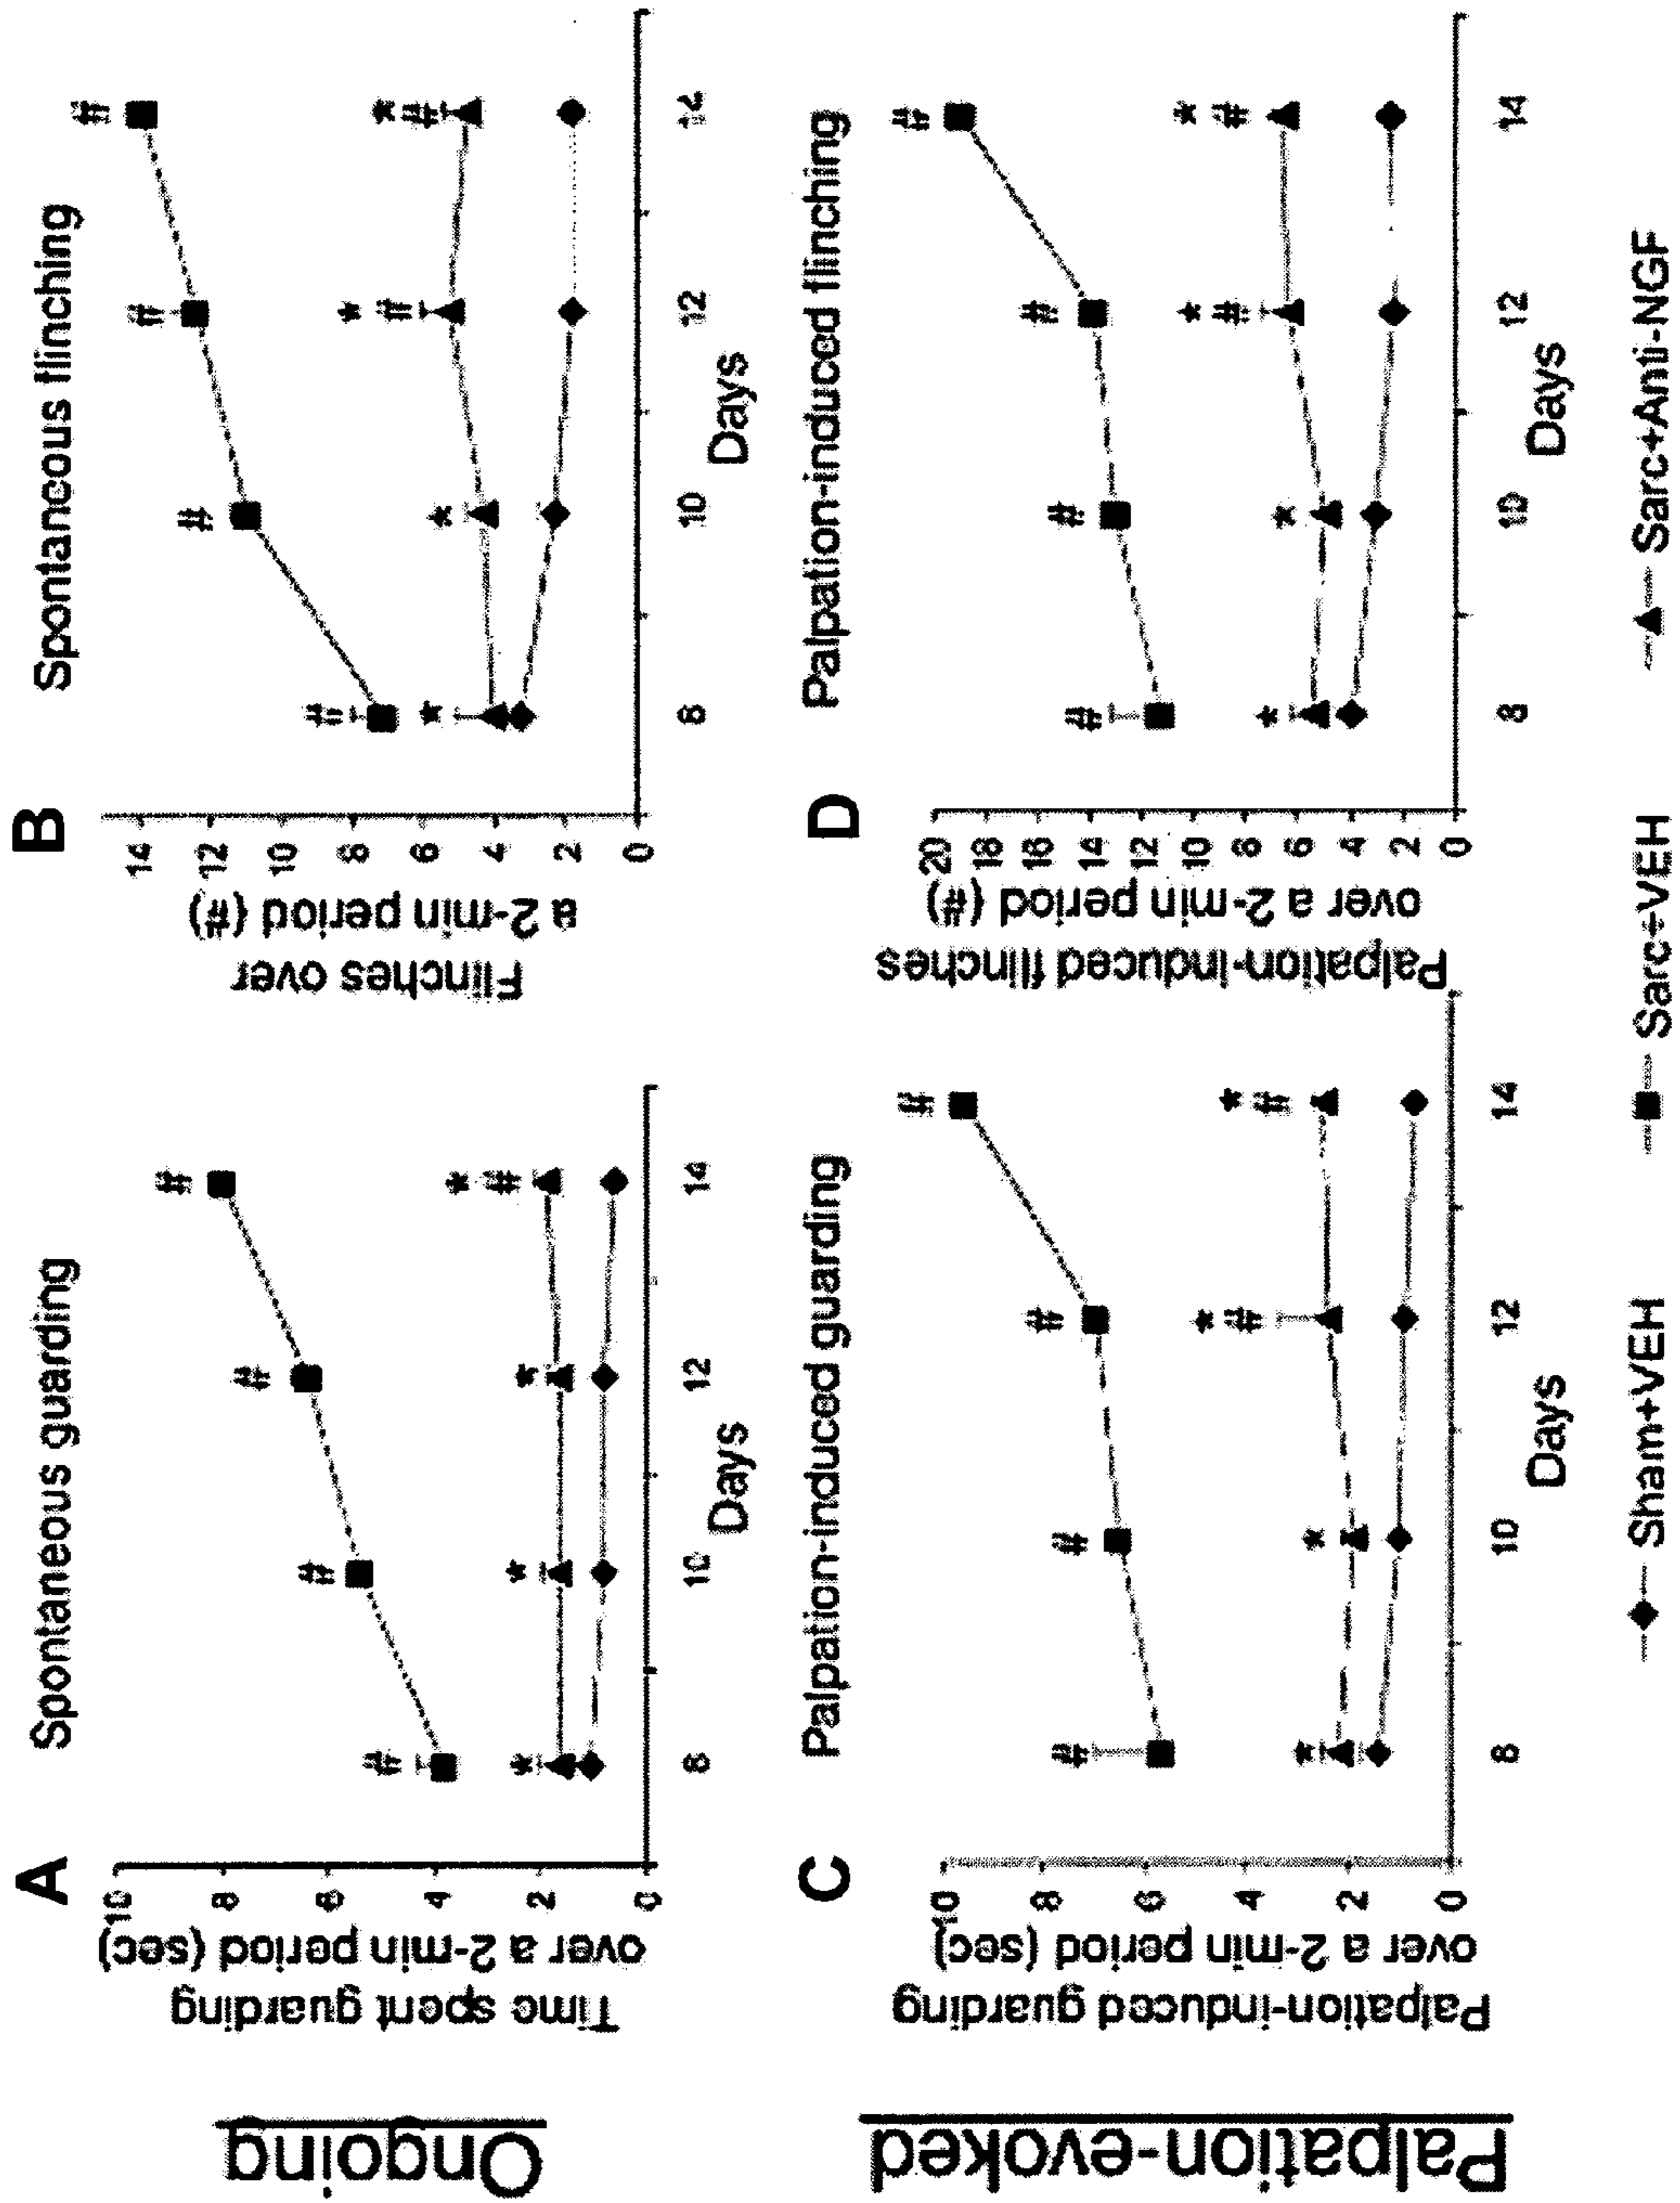 Ongoing
A
Spontaneous guarding
Time spent guarding
over a 2-min period (sec)
10
8
6
4
2
0
# # # #
* * * * #
8 10 12 14
Days
B
Spontaneous flinching
Flinches over
a 2-min period (#)
14
12
10
8
6
4
2
0
# # # #
* * * # * #
8 10 12 14
Days
Palpation-evoked
C
Palpation-induced guarding
Palpation-induced guarding
over a 2-min period (sec)
10
8
6
4
2
0
# # # #
* * * # * #
8 10 12 14
Days
D
Palpation-induced flinching
Palpation-induced flinches
over a 2-min period (#)
20
18
16
14
12
10
8
6
4
2
0
# # # #
* * * # * #
8 10 12 14
Days
Sham+VEH
Sarc+VEH
Sarc+Anti-NGF